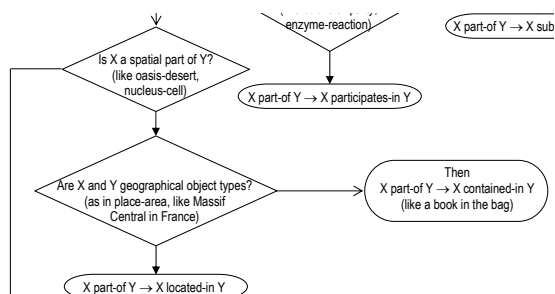 enzyme-reaction)
X part-of Y → X sub
Is X a spatial part of Y?
(like oasis-desert,
nucleus-cell)
X part-of Y → X participates-in Y
Are X and Y geographical object types?
(as in place-area, like Massif
Central in France)
Then
X part-of Y → X contained-in Y
(like a book in the bag)
X part-of Y → X located-in Y